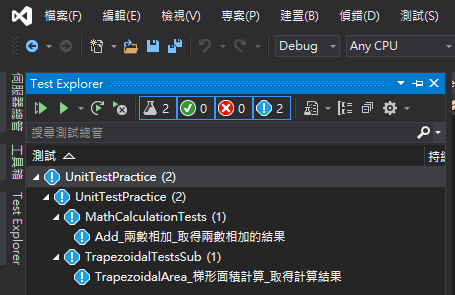 檔案(F) 編輯(E) 檢視(V) 專案(P) 建置(B) 偵錯(D) 測試(S)
Debug Any CPU
Test Explorer
2 0 0 2
搜尋測試總管
測試 持續
UnitTestPractice (2)
UnitTestPractice (2)
MathCalculationTests (1)
Add_兩數相加_取得兩數相加的結果
TrapezoidalTestsSub (1)
TrapezoidalArea_梯形面積計算_取得計算結果
伺服器總管
工具箱
Test Explorer